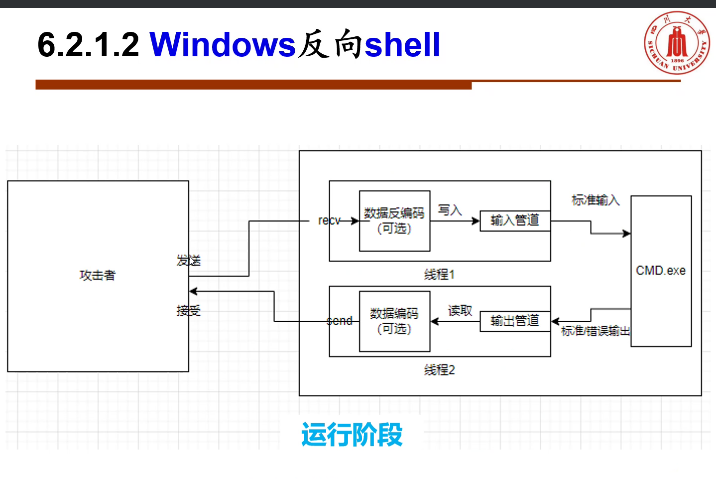 6.2.1.2 Windows反向shell
四川大学
SICHUAN UNIVERSITY
1896
攻击者
发送
接受
recv
数据反编码
(可选)
写入
输入管道
标准输入
线程1
CMD.exe
send
数据编码
(可选)
读取
输出管道
标准/错误输出
线程2
运行阶段